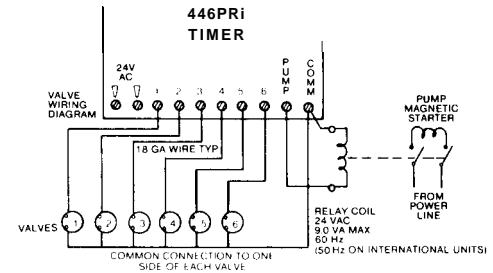 446PRi
TIMER
24V
AC
1 2 3 4 5 6
PUMP
COMM
VALVE
WIRING
DIAGRAM
18 GA WIRE TYP
PUMP
MAGNETIC
STARTER
FROM
POWER
LINE
VALVES
1 2 3 4 5 6
RELAY COIL
24 VAC
9.0 VA MAX
60 Hz
(50 Hz ON INTERNATIONAL UNITS)
COMMON CONNECTION TO ONE
SIDE OF EACH VALVE